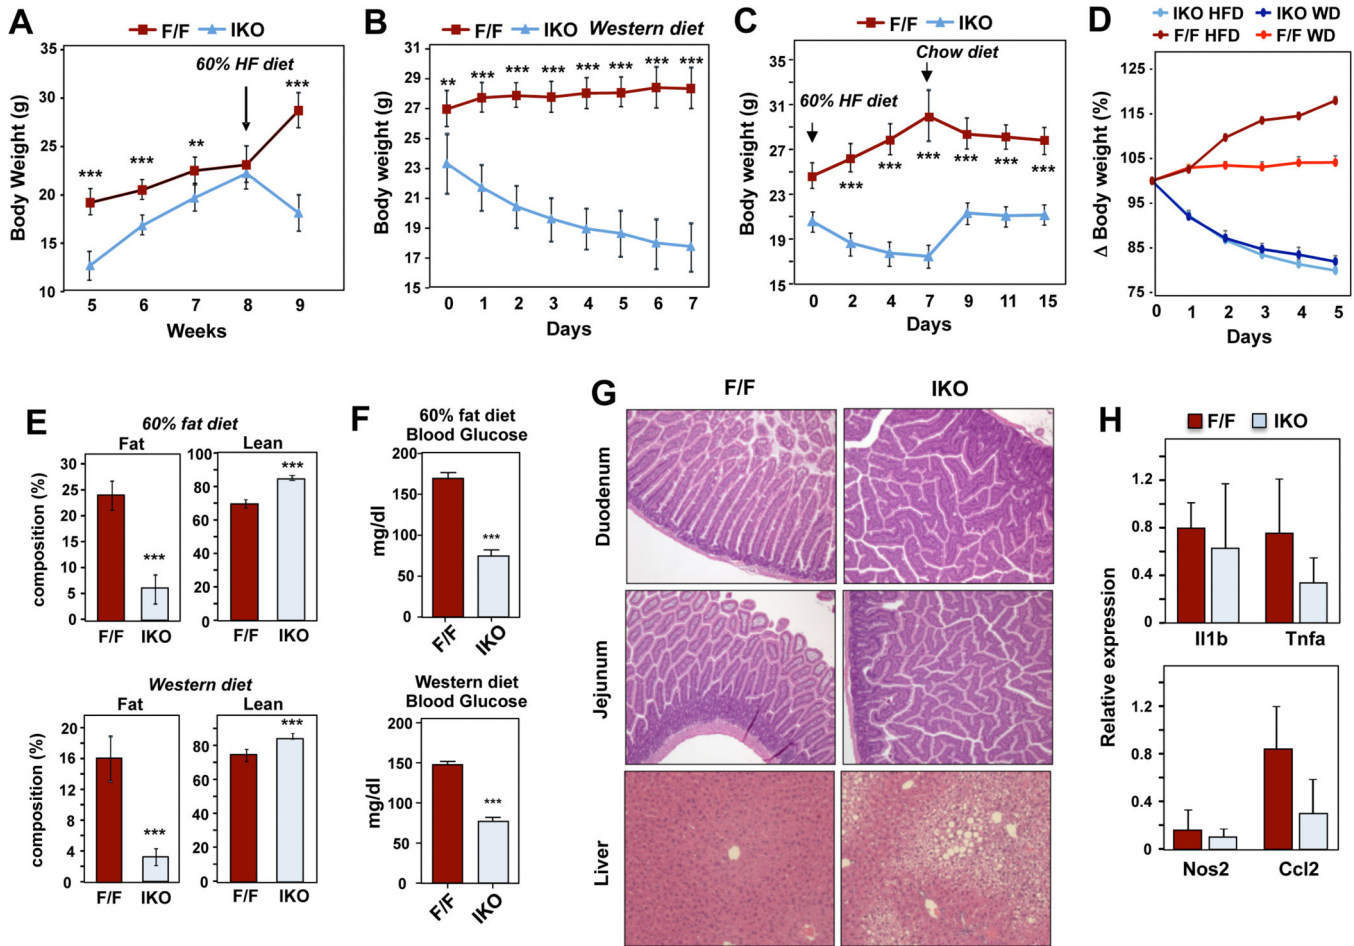 A
F/F IKO
60% HF diet
35
30
25
20
15
10
***
***
**
***
5 6 7 8 9
Body Weight (g)
Weeks
B
F/F IKO Western diet
31
29
27
25
23
21
19
17
15
** *** *** *** *** *** *** ***
0 1 2 3 4 5 6 7
Body Weight (g)
Days
C
F/F IKO
Chow diet
60% HF diet
35
31
27
23
19
15
*** *** *** *** *** ***
0 2 4 7 9 11 15
Body weight (g)
Days
D
IKO HFD IKO WD
F/F HFD F/F WD
125
115
105
95
85
75
0 1 2 3 4 5
Δ Body weight (%)
Days
E
60% fat diet
Fat Lean
30
25
20
15
10
5
0
***
F/F IKO
composition (%)
100
80
60
40
20
0
***
F/F IKO
Western diet
Fat Lean
16
14
12
8
6
4
2
0
***
F/F IKO
composition (%)
80
60
40
20
0
***
F/F IKO
F
60% fat diet
Blood Glucose
200
150
100
50
0
***
F/F IKO
mg/dl
Western diet
Blood Glucose
200
150
100
50
0
***
F/F IKO
mg/dl
G
F/F IKO
Duodenum
Jejunum
Liver
H
F/F IKO
1.2
0.8
0.4
0
Il1b Tnfa
Relative expression
1.2
0.8
0.4
0
Nos2 Ccl2